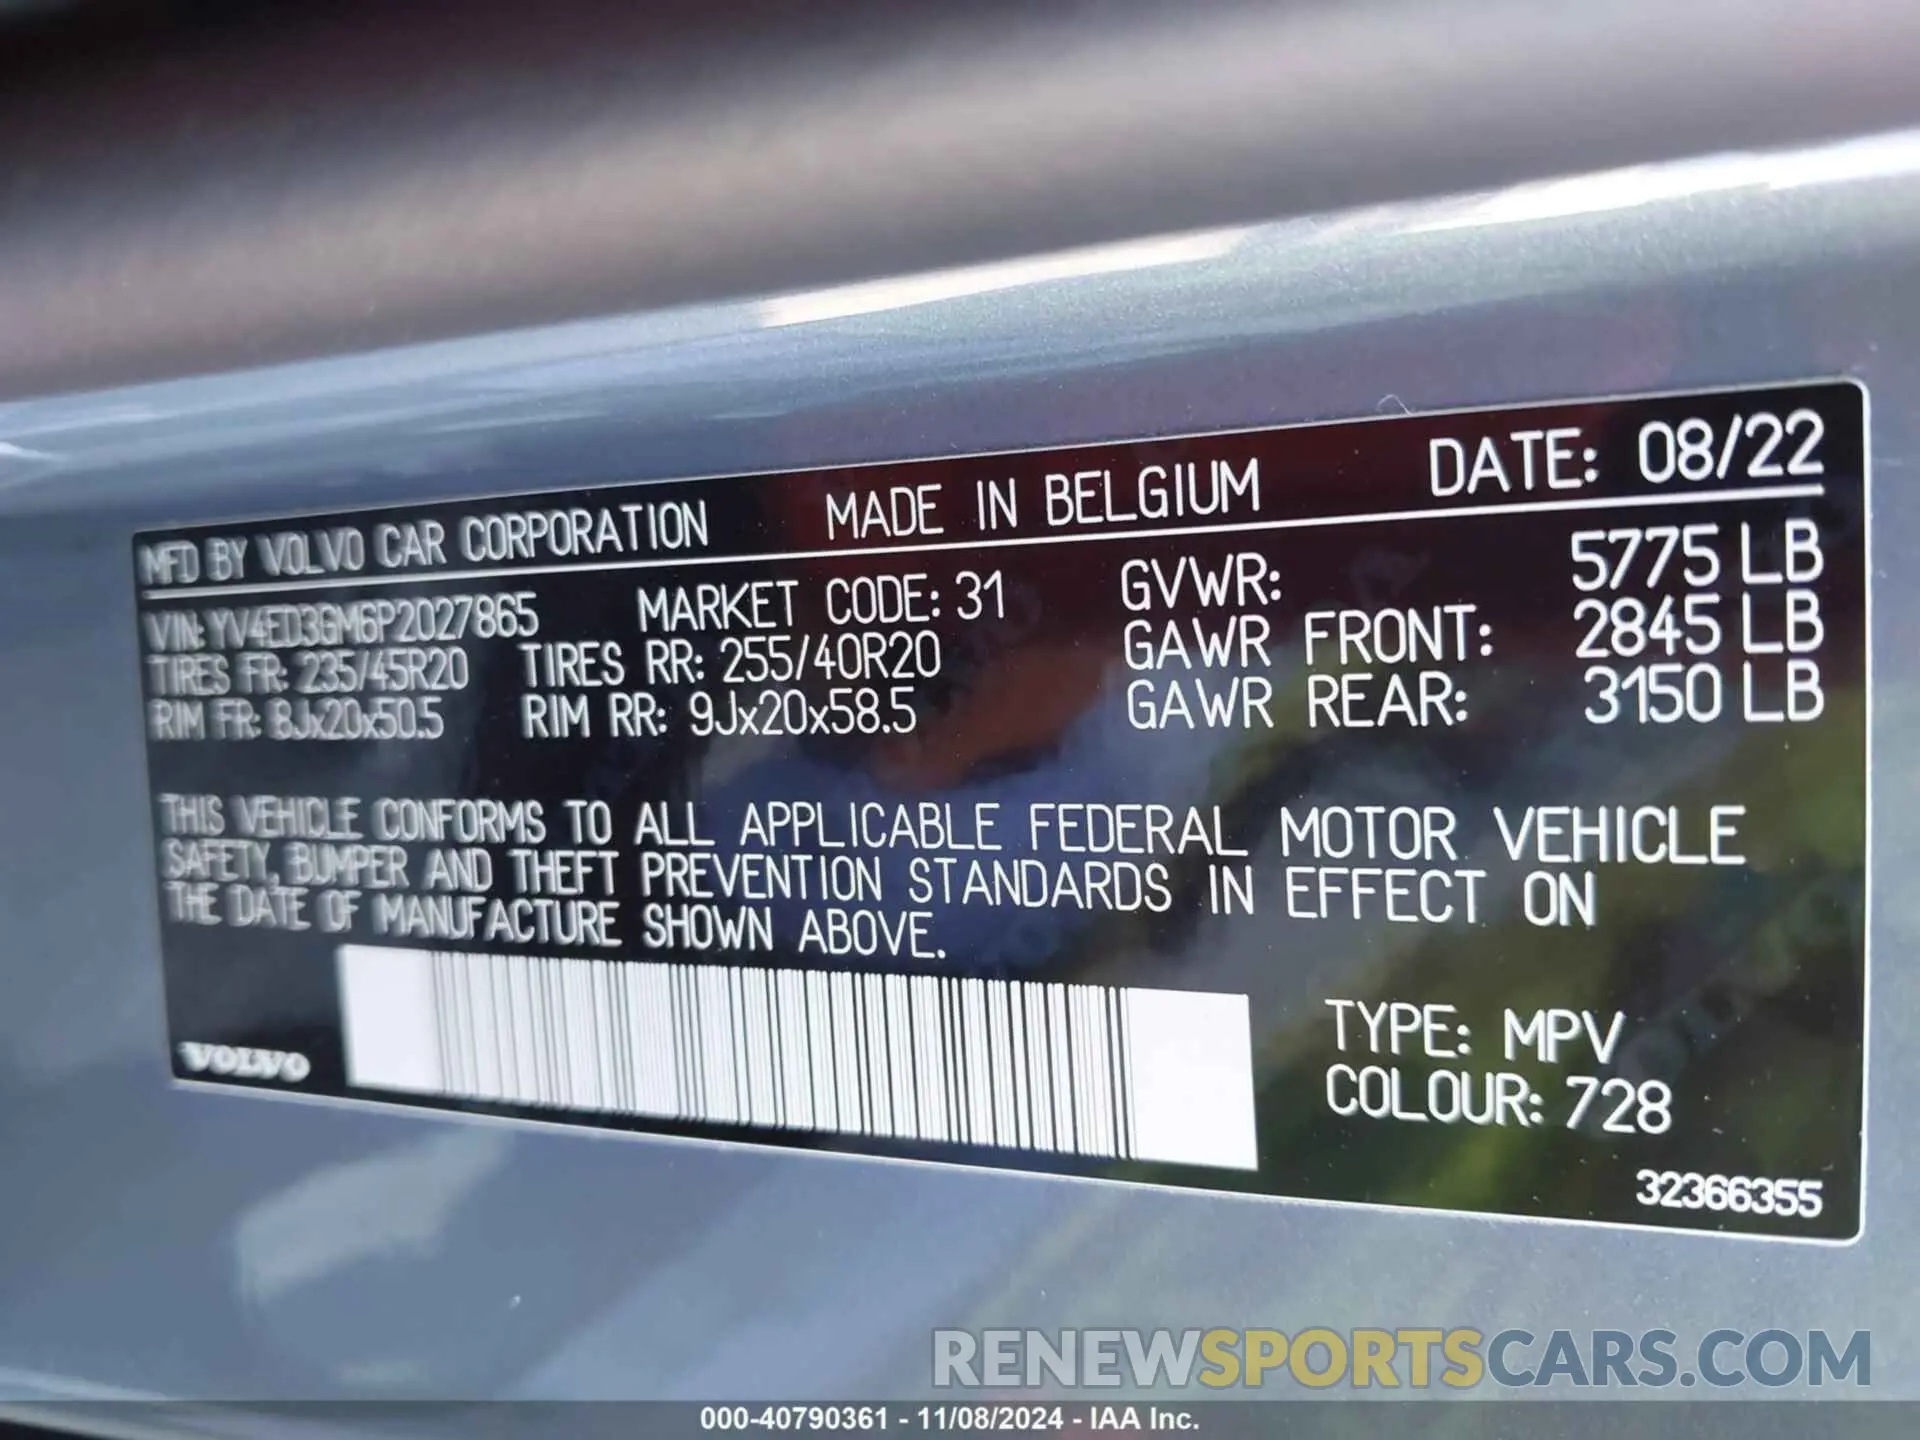 MFD BY VOLVO CAR CORPORATION MADE IN BELGIUM DATE: 08/22
VIN: YV4ED3GM6P2027865 MARKET CODE: 31 GVWR: 5775 LB
TIRES FR: 235/45R20 TIRES RR: 255/40R20 GAWR FRONT: 2845 LB
RIM FR: 8Jx20x50.5 RIM RR: 9Jx20x58.5 GAWR REAR: 3150 LB
THIS VEHICLE CONFORMS TO ALL APPLICABLE FEDERAL MOTOR VEHICLE
SAFETY, BUMPER AND THEFT PREVENTION STANDARDS IN EFFECT ON
THE DATE OF MANUFACTURE SHOWN ABOVE.
VOLVO
TYPE: MPV
COLOUR: 728
32366355
RENEWSPORTSCARS.COM
000-40790361 - 11/08/2024 - IAA Inc.